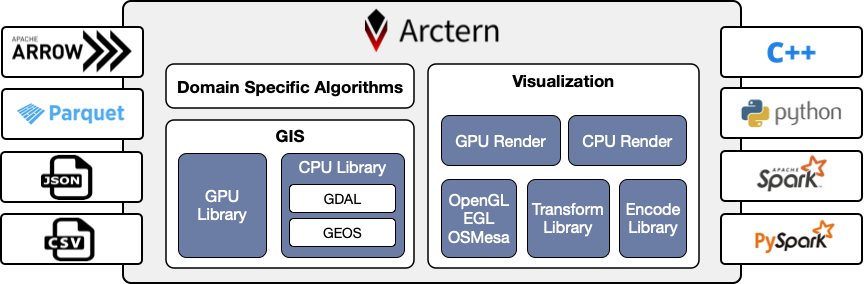 Arctern
APACHE
ARROW
Parquet
JSON
CSV
Domain Specific Algorithms
GIS
GPU
Library
CPU Library
GDAL
GEOS
Visualization
GPU Render
CPU Render
OpenGL
EGL
OSMesa
Transform
Library
Encode
Library
C++
python
APACHE
Spark™
PySpark